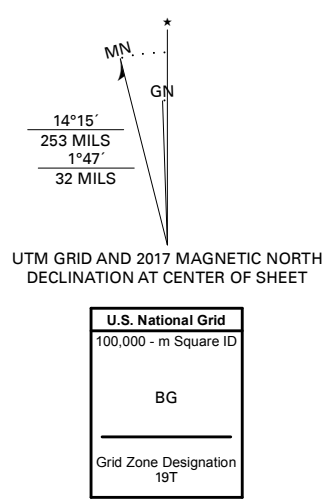 ★
MN
GN
14°15´
253 MILS
1°47´
32 MILS
UTM GRID AND 2017 MAGNETIC NORTH
DECLINATION AT CENTER OF SHEET
U.S. National Grid
100,000 - m Square ID
BG
Grid Zone Designation
19T